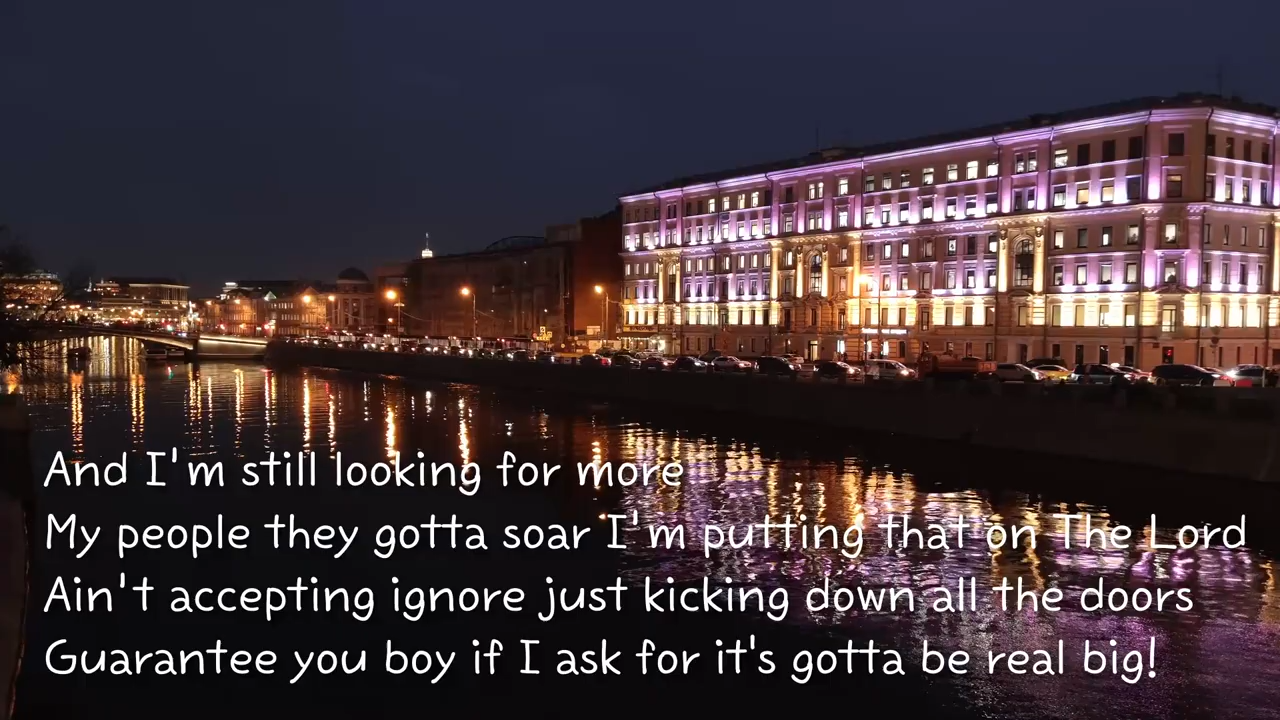 And I'm still looking for more
My people they gotta soar I'm putting that on The Lord
Ain't accepting ignore just kicking down all the doors
Guarantee you boy if I ask for it's gotta be real big!